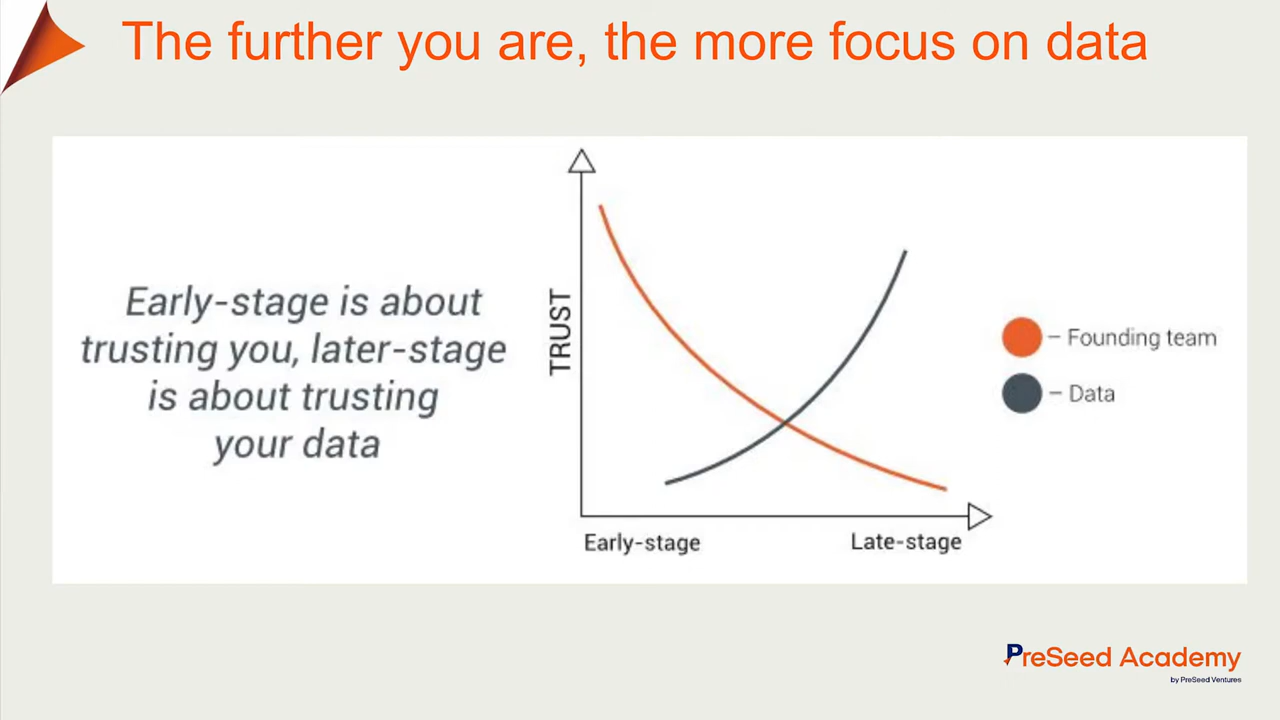 The further you are, the more focus on data
Early-stage is about
trusting you, later-stage
is about trusting
your data
TRUST
Early-stage
Late-stage
– Founding team
– Data
PreSeed Academy
by PreSeed Ventures